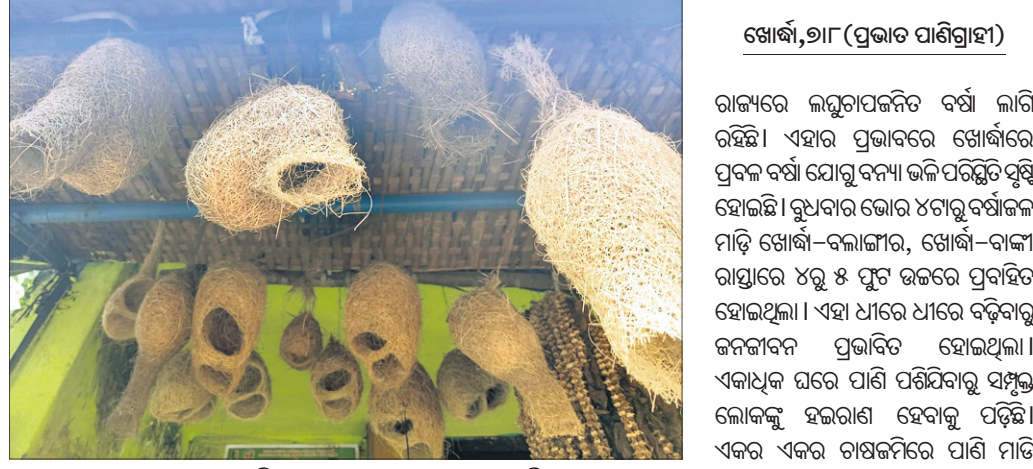 ଖୋର୍ଦ୍ଧା,୭।୮(ପ୍ରଭାତ ପାଣିଗ୍ରାହୀ)
ରାଜ୍ୟରେ ଲଘୁଚାପଜନିତ ବର୍ଷା ଲାଗି
ରହିଛି। ଏହାର ପ୍ରଭାବରେ ଖୋର୍ଦ୍ଧାରେ
ପ୍ରବଳ ବର୍ଷା ଯୋଗୁ ବନ୍ୟା ଭଳି ପରିସ୍ଥିତି ସୃଷ୍ଟି
ହୋଇଛି। ବୁଧବାର ଭୋର ୪ଟାରୁ ବର୍ଷାଜଳ
ମାଡ଼ି ଖୋର୍ଦ୍ଧା-ବଲାଙ୍ଗୀର, ଖୋର୍ଦ୍ଧା-ବାଙ୍କୀ
ରାସ୍ତାରେ ୪ରୁ ୫ ଫୁଟ ଉଚ୍ଚରେ ପ୍ରବାହିତ
ହୋଇଥିଲା। ଏହା ଧୀରେ ଧୀରେ ବଢ଼ିବାରୁ
ଜନଜୀବନ ପ୍ରଭାବିତ ହୋଇଥିଲା।
ଏକାଧିକ ଘରେ ପାଣି ପଶିଯିବାରୁ ସମ୍ପୃକ୍ତ
ଲୋକଙ୍କୁ ହଇରାଣ ହେବାକୁ ପଡ଼ିଛି।
ଏକର ଏକର ଚାଷଜମିରେ ପାଣି ମାଡ଼ି